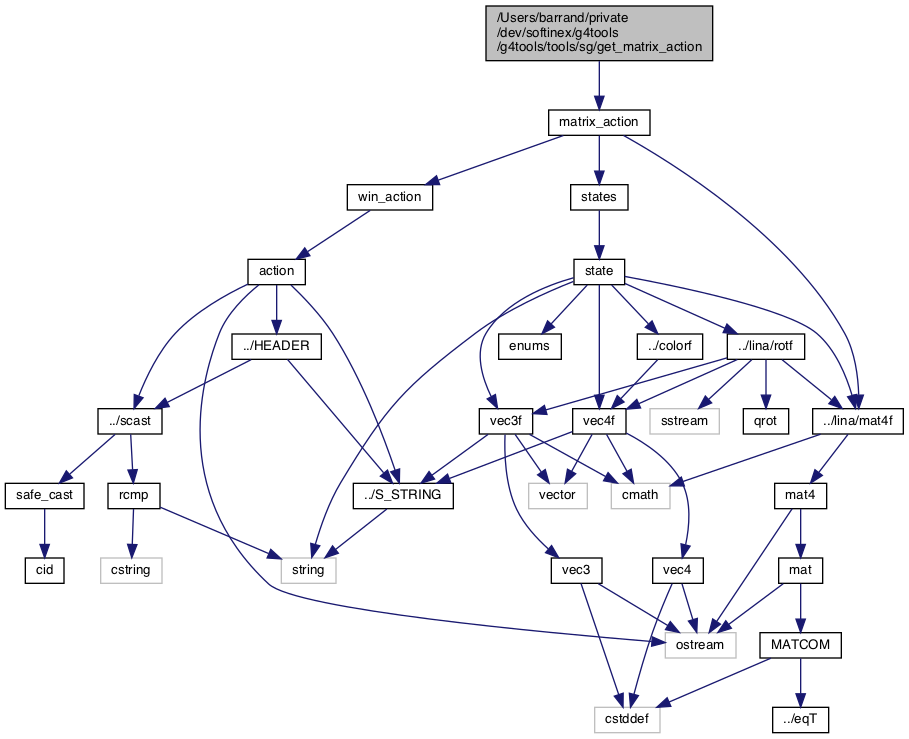 /Users/barrand/private
/dev/softinex/g4tools
/g4tools/tools/sg/get_matrix_action
matrix_action
win_action
states
action
state
../HEADER
enums
../colorf
../lina/rotf
../scast
vec3f
vec4f
sstream
qrot
../lina/mat4f
safe_cast
rcmp
../S_STRING
vector
cmath
mat4
cid
cstring
string
vec3
vec4
mat
ostream
MATCOM
cstddef
../eqT